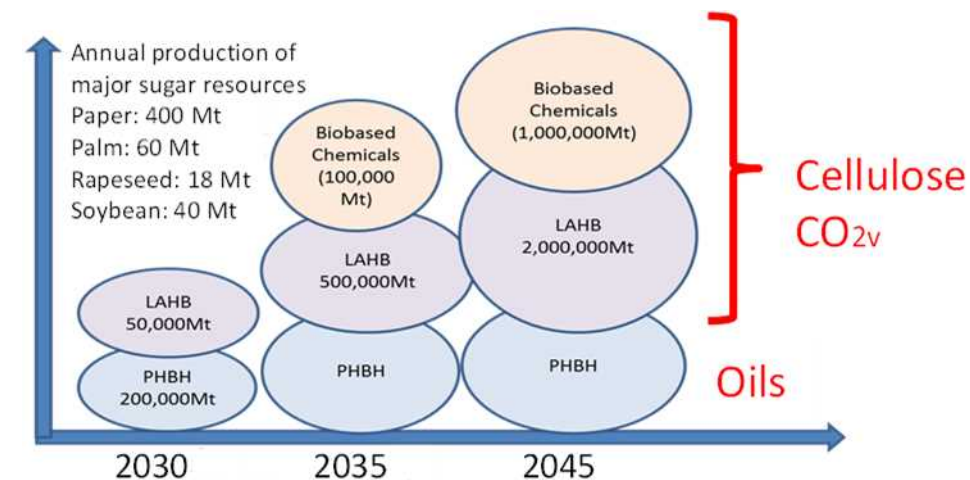 Annual production of
major sugar resources
Paper: 400 Mt
Palm: 60 Mt
Rapeseed: 18 Mt
Soybean: 40 Mt
LAHB
50,000Mt
PHBH
200,000Mt
Biobased
Chemicals
(100,000
Mt)
LAHB
500,000Mt
PHBH
Biobased
Chemicals
(1,000,000Mt)
LAHB
2,000,000Mt
PHBH
Cellulose
CO2v
Oils
2030
2035
2045